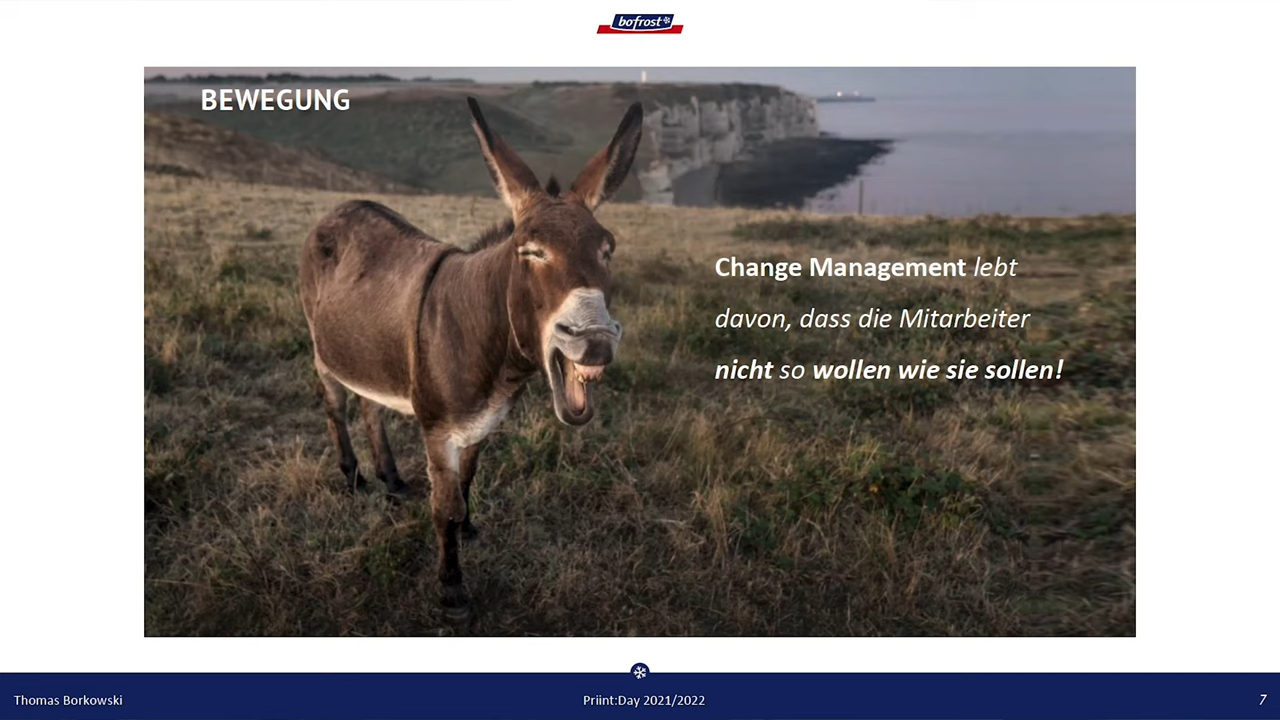 bofrost
BEWEGUNG
Change Management lebt
davon, dass die Mitarbeiter
nicht so wollen wie sie sollen!
Thomas Borkowski
Priint:Day 2021/2022
7